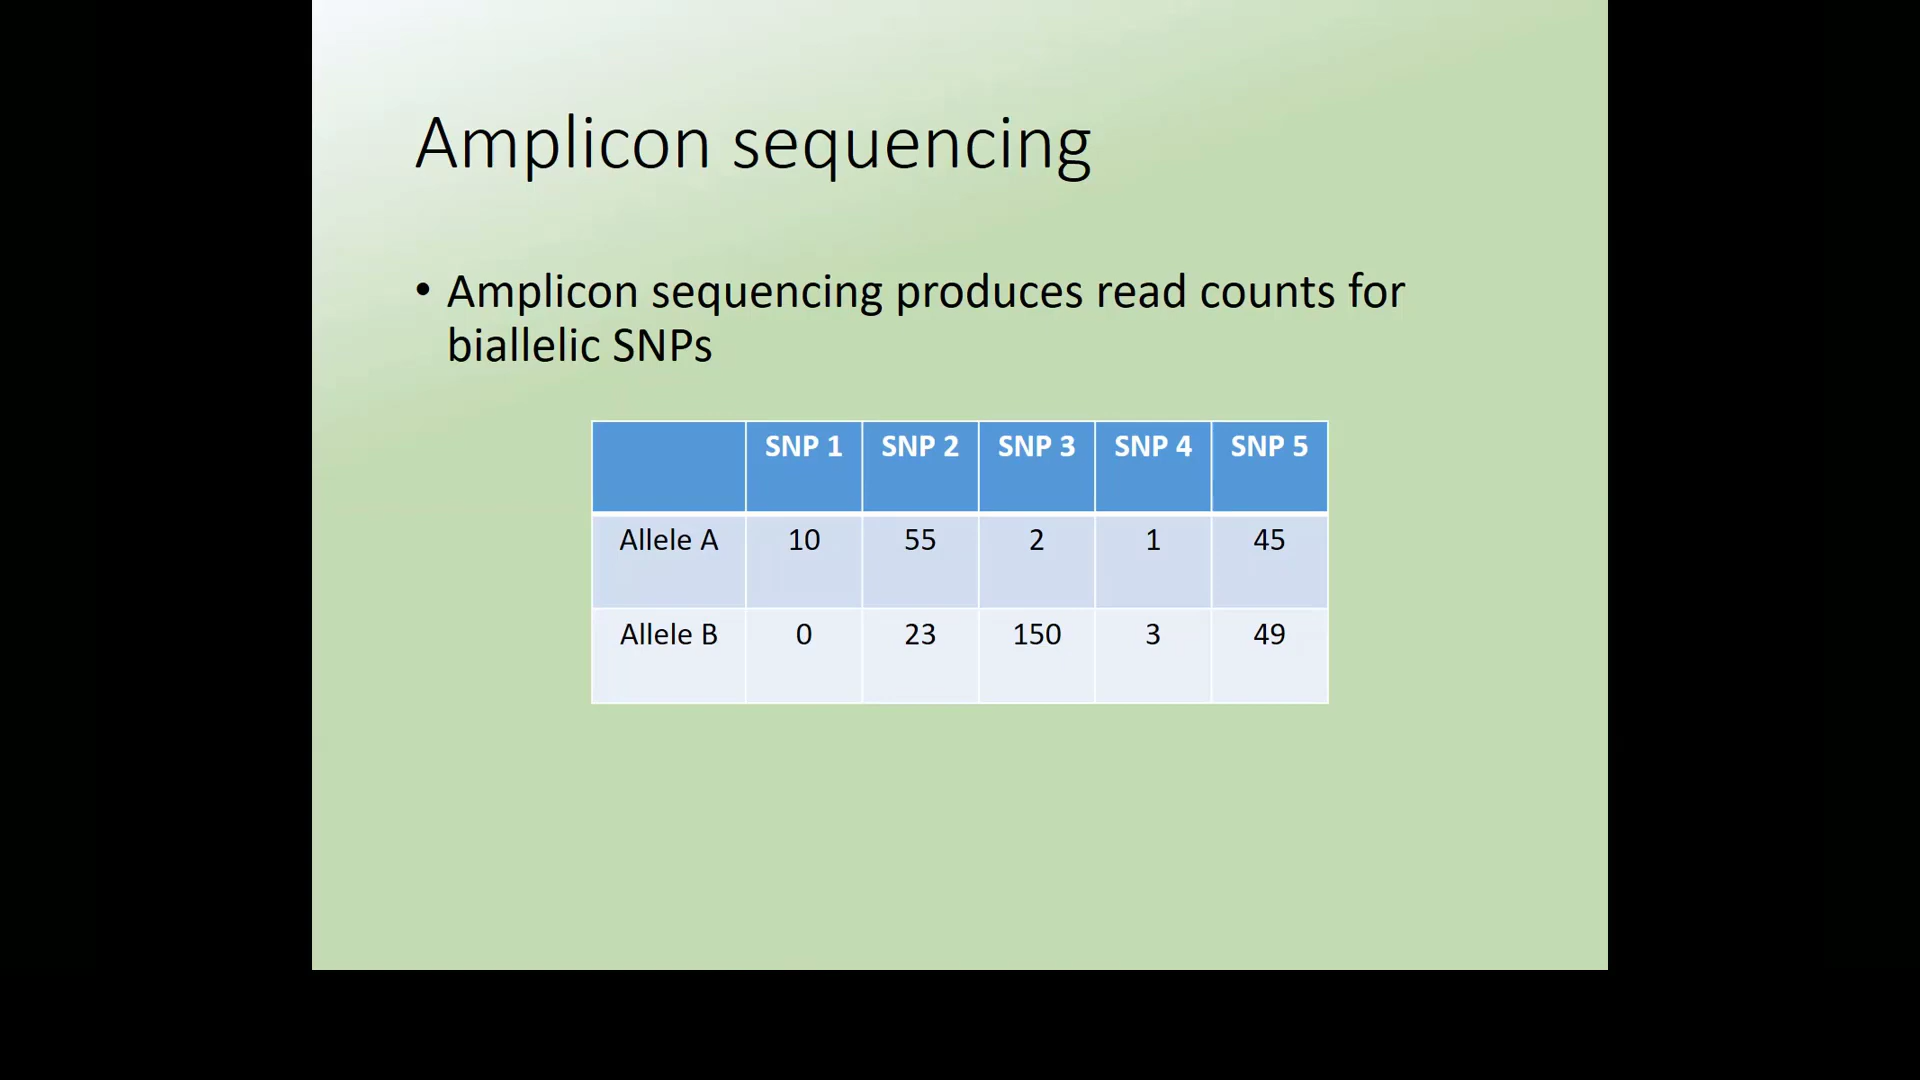 Amplicon sequencing
• Amplicon sequencing produces read counts for
biallelic SNPs
SNP 1 SNP 2 SNP 3 SNP 4 SNP 5
Allele A 10 55 2 1 45
Allele B 0 23 150 3 49